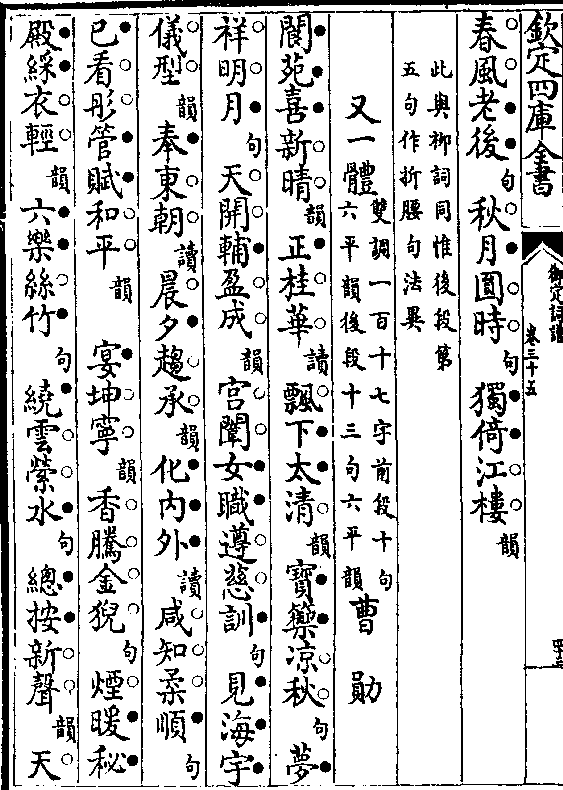 欽定四庫全書
御定詞譜
卷三十五
春風老後句秋月圓時句獨倚江樓韻
此與柳詞同惟後段第
五句作折腰句法異
又一體雙調一百十七字前段十句
六平韻後段十三句六平韻
曹勛
閬苑喜新晴韻正桂華讀飄下太清韻寶籞凉秋句夢
祥明月句天開輔盈成韻宮闈女職遵慈訓句見海宇
儀型韻奉東朝讀晨夕趨承韻化內外讀咸知柔順句
已看彤管賦和平韻宴坤寧韻香騰金猊句煙暖秘
殿綵衣輕韻六樂絲竹句繞雲縈水句總按新聲韻天